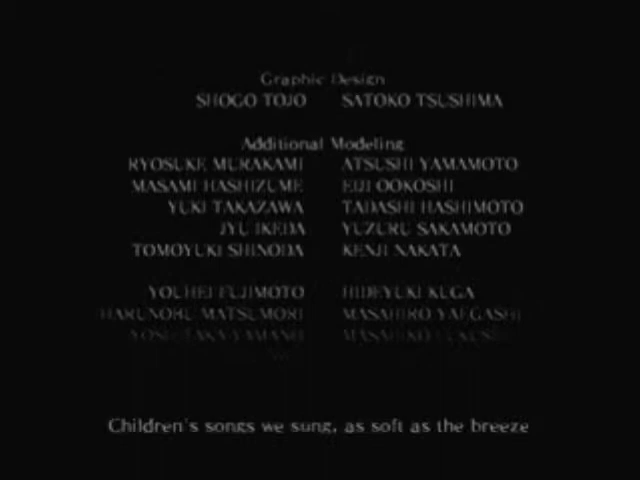 Graphic Design
SHOGO TOJO SATOKO TSUSHIMA
Additional Modeling
RYOSUKE MURAKAMI ATSUSHI YAMAMOTO
MASAMI HASHIZUME EIJI OOKOSHI
YUKI TAKAZAWA TADASHI HASHIMOTO
JYU IKEDA YUZURU SAKAMOTO
TOMOYUKI SHINODA KENJI NAKATA
YOUHEI FUJIMOTO HIDEYUKI KUGA
HARUNOBU MATSUMORI MASAHIRO YAEGASHI
YAMANO
Children's songs we sung, as soft as the breeze